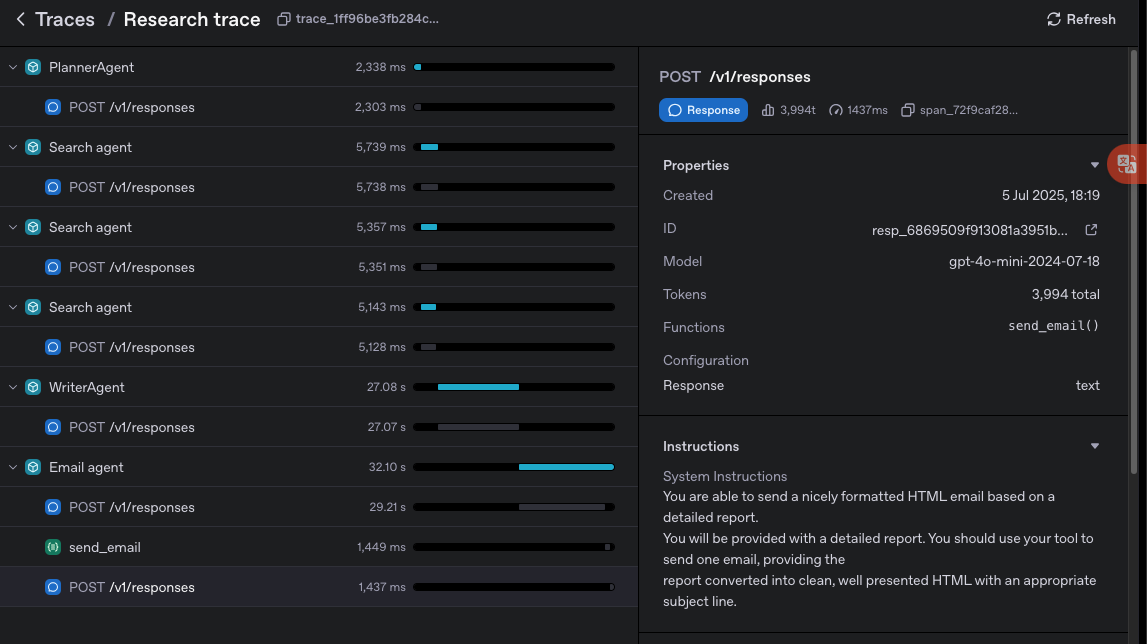 Traces / Research trace trace_1ff96be3fb284c... Refresh
PlannerAgent 2,338 ms
POST /v1/responses 2,303 ms
Search agent 5,739 ms
POST /v1/responses 5,738 ms
Search agent 5,357 ms
POST /v1/responses 5,351 ms
Search agent 5,143 ms
POST /v1/responses 5,128 ms
WriterAgent 27.08 s
POST /v1/responses 27.07 s
Email agent 32.10 s
POST /v1/responses 29.21 s
send_email 1,449 ms
POST /v1/responses 1,437 ms
POST /v1/responses
Response 3,994t 1437ms span_72f9caf28...
Properties
Created 5 Jul 2025, 18:19
ID resp_6869509f913081a3951b...
Model gpt-4o-mini-2024-07-18
Tokens 3,994 total
Functions send_email()
Configuration
Response text
Instructions
System Instructions
You are able to send a nicely formatted HTML email based on a
detailed report.
You will be provided with a detailed report. You should use your tool to
send one email, providing the
report converted into clean, well presented HTML with an appropriate
subject line.